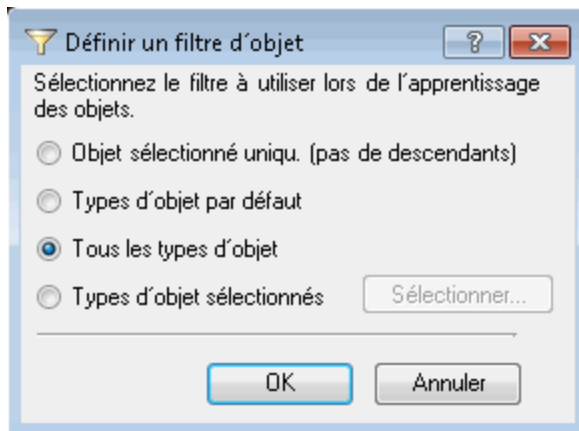 Définir un filtre d´objet
Sélectionnez le filtre à utiliser lors de l´apprentissage
des objets.
Objet sélectionné uniqu. (pas de descendants)
Types d´objet par défaut
Tous les types d´objet
Types d´objet sélectionnés
Sélectionner...
OK
Annuler